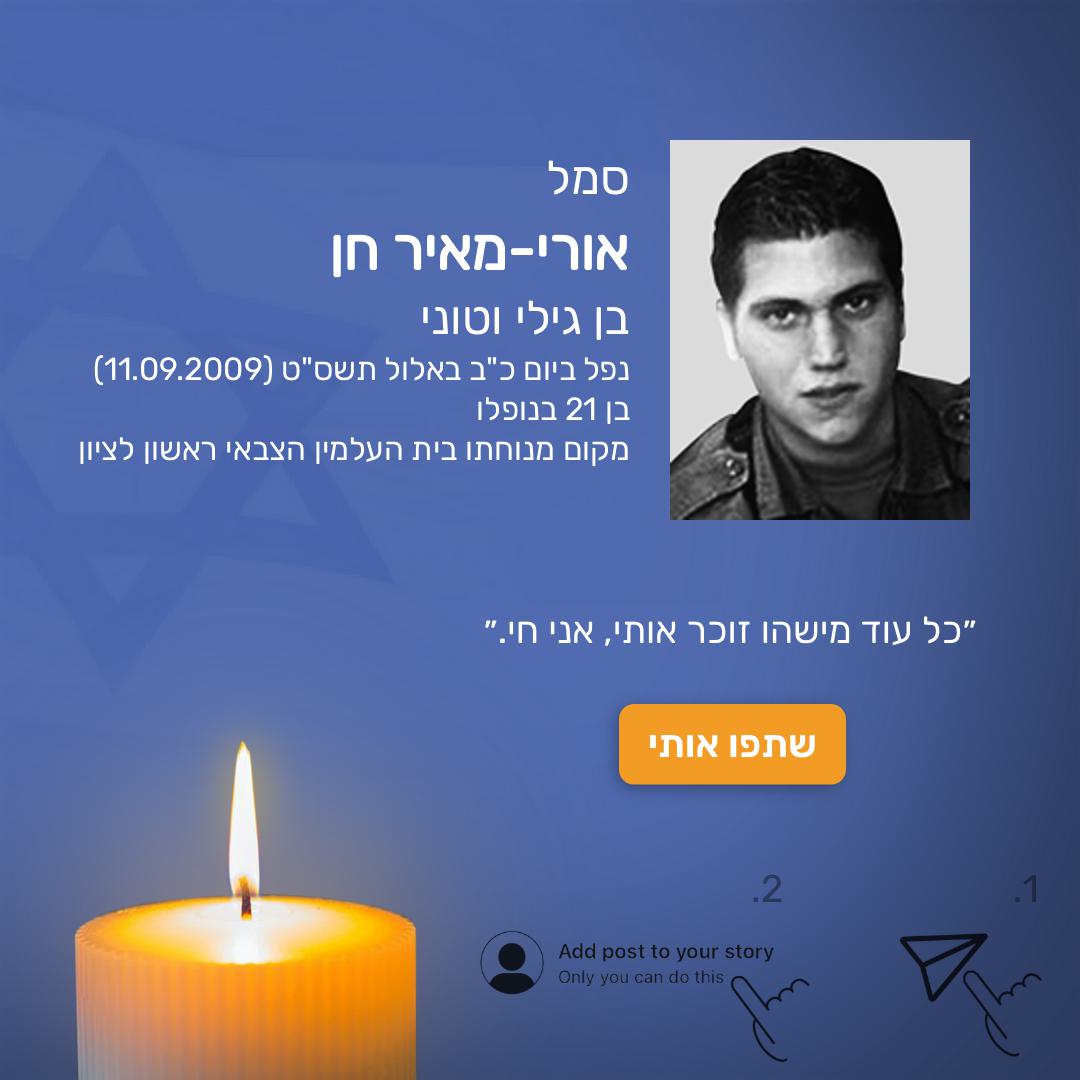 סמל
אורי-מאיר חן
בן גילי וטוני
נפל ביום כ"ב באלול תשס"ט (11.09.2009)
בן 21 בנופלו
מקום מנוחתו בית העלמין הצבאי ראשון לציון
״כל עוד מישהו זוכר אותי, אני חי.״
שתפו אותי
.1
.2
Add post to your story
Only you can do this